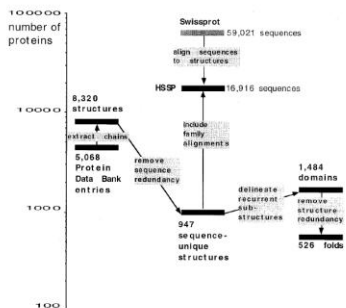 100000
number of
proteins
Swissprot
59,021 sequences
align sequences
to structures
HSSP
16,916 sequences
8,320
structures
10000
extract chains
5,068
Protein
Data Bank
entries
include
family
alignments
remove
sequence
redundancy
delineate
recurrent
sub-
structures
1,484
domains
remove
structure
redundancy
526 folds
1000
947
sequence-
unique
structures
100